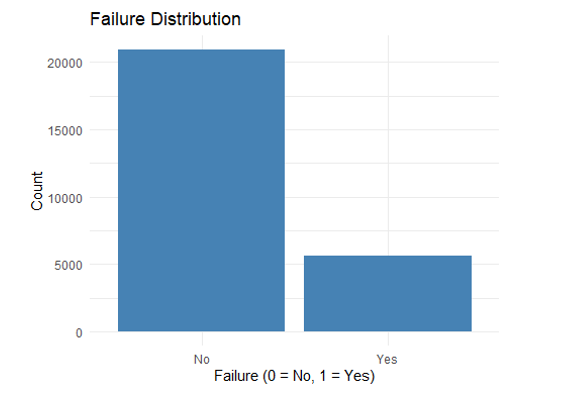 Failure Distribution
20000
15000
10000
5000
0
Count
No
Yes
Failure (0 = No, 1 = Yes)